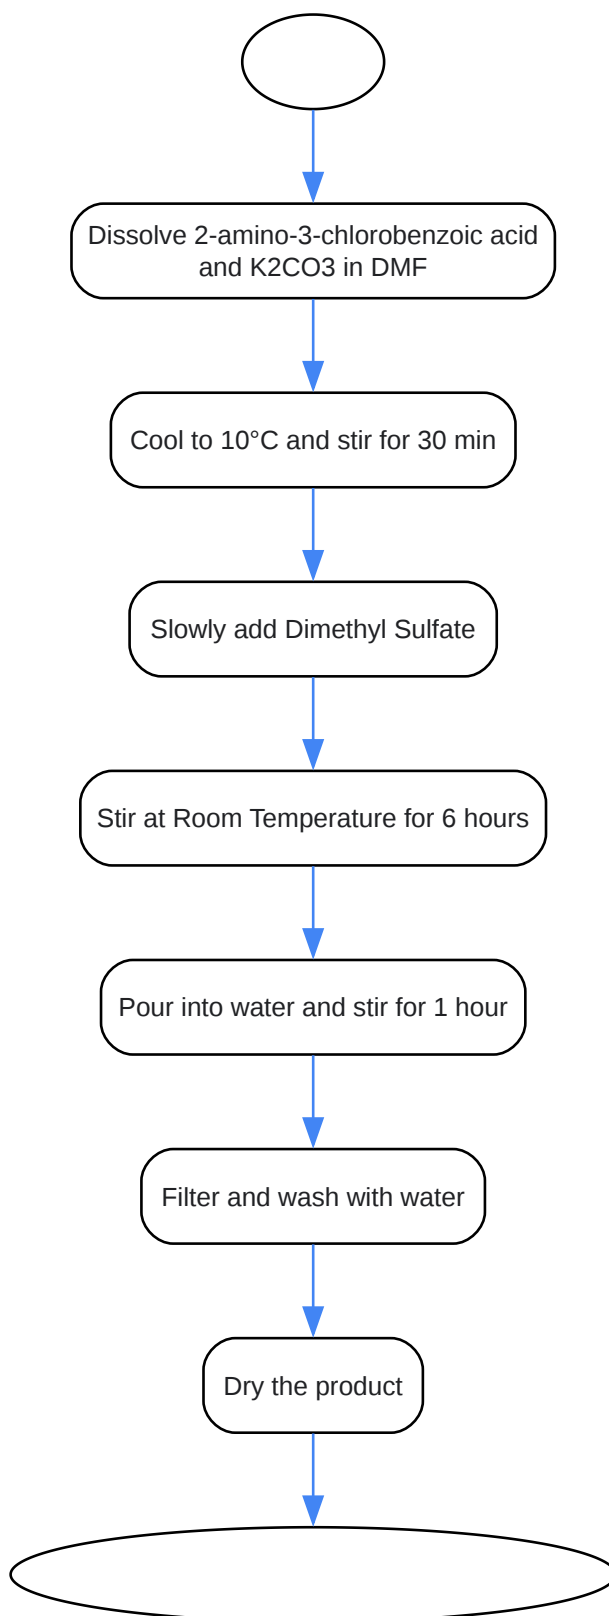 Dissolve 2-amino-3-chlorobenzoic acid
and K2CO3 in DMF
Cool to 10°C and stir for 30 min
Slowly add Dimethyl Sulfate
Stir at Room Temperature for 6 hours
Pour into water and stir for 1 hour
Filter and wash with water
Dry the product